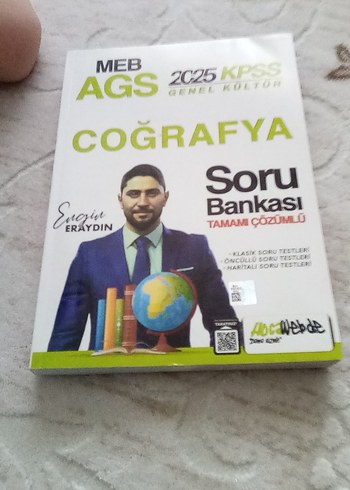 MEB
AGS
2025 KPSS
GENEL KÜLTÜR
COĞRAFYA
Soru
Bankası
TAMAMI ÇÖZÜMLÜ
Engin
ERAYDIN
• KLASİK SORU TESTLERİ
• ÖNCÜLLÜ SORU TESTLERİ
• HARİTALI SORU TESTLERİ
HocaWebde